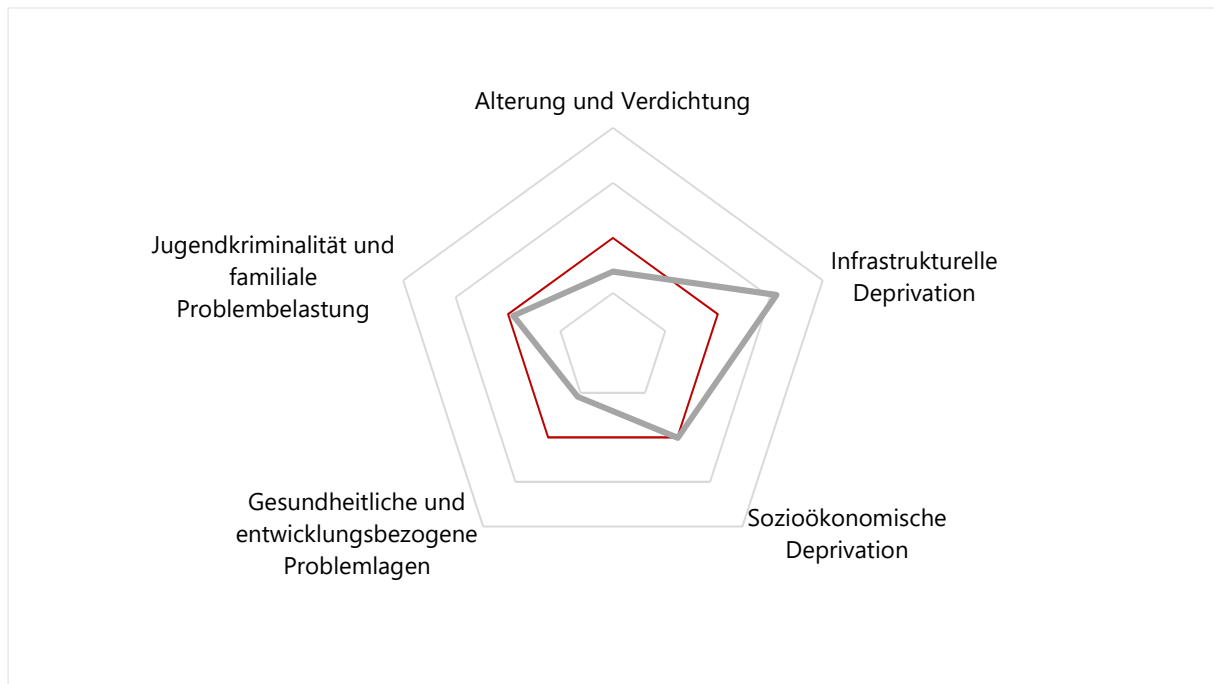 Alterung und Verdichtung
Jugendkriminalität und
familiale
Problembelastung
Infrastrukturelle
Deprivation
Gesundheitliche und
entwicklungsbezogene
Problemlagen
Sozioökonomische
Deprivation